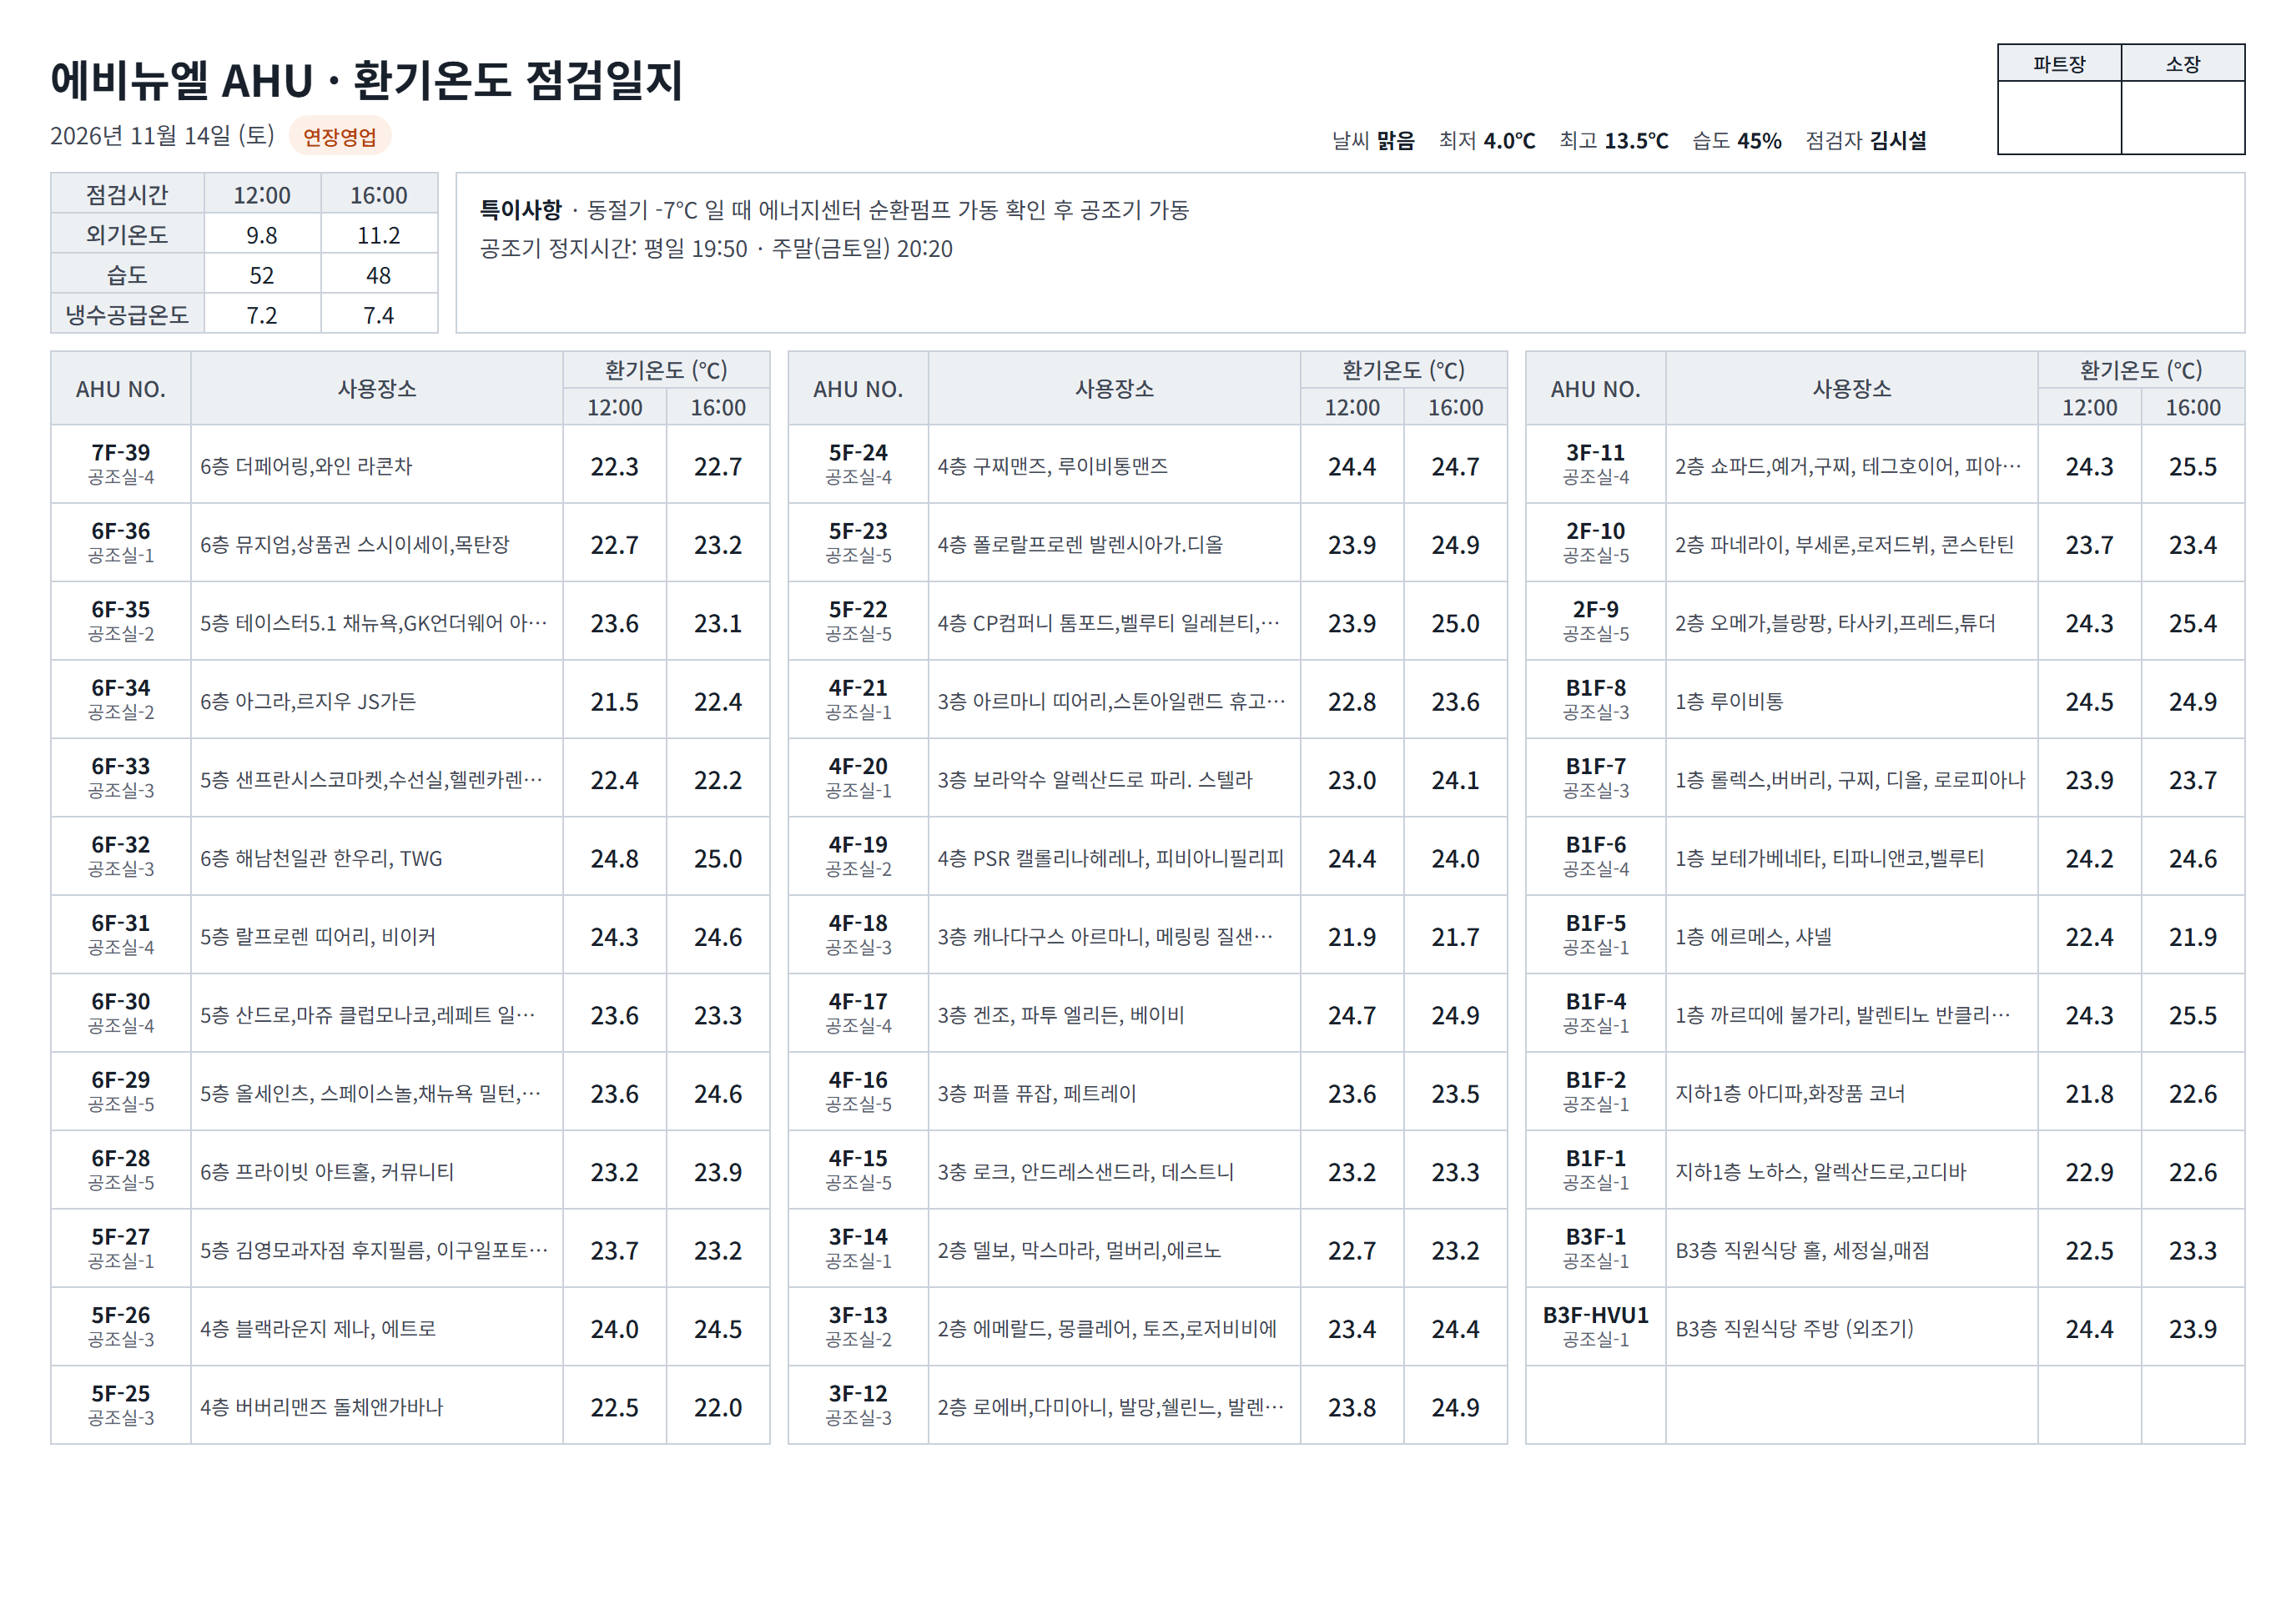 에비뉴엘 AHU · 환기온도 점검일지
2026년 11월 14일 (토) 연장영업
날씨 맑음 최저 4.0℃ 최고 13.5℃ 습도 45% 점검자 김시설
파트장 소장
점검시간 12:00 16:00
외기온도 9.8 11.2
습도 52 48
냉수공급온도 7.2 7.4
특이사항 · 동절기 -7℃ 일 때 에너지센터 순환펌프 가동 확인 후 공조기 가동
공조기 정지시간: 평일 19:50 · 주말(금토일) 20:20
AHU NO. 사용장소 환기온도 (℃)
12:00 16:00
7F-39 공조실-4 6층 더페어링,와인 라콘차 22.3 22.7
6F-36 공조실-1 6층 뮤지엄,상품권 스시이세이,목탄장 22.7 23.2
6F-35 공조실-2 5층 테이스터5.1 채뉴욕,GK언더웨어 아… 23.6 23.1
6F-34 공조실-2 6층 아그라,르지우 JS가든 21.5 22.4
6F-33 공조실-3 5층 샌프란시스코마켓,수선실,헬렌카렌… 22.4 22.2
6F-32 공조실-3 6층 해남천일관 한우리, TWG 24.8 25.0
6F-31 공조실-4 5층 랄프로렌 띠어리, 비이커 24.3 24.6
6F-30 공조실-4 5층 산드로,마쥬 클럽모나코,레페트 일… 23.6 23.3
6F-29 공조실-5 5층 올세인츠, 스페이스놀,채뉴욕 밀턴,… 23.6 24.6
6F-28 공조실-5 6층 프라이빗 아트홀, 커뮤니티 23.2 23.9
5F-27 공조실-1 5층 김영모과자점 후지필름, 이구일포토… 23.7 23.2
5F-26 공조실-3 4층 블랙라운지 제나, 에트로 24.0 24.5
5F-25 공조실-3 4층 버버리맨즈 돌체앤가바나 22.5 22.0
AHU NO. 사용장소 환기온도 (℃)
12:00 16:00
5F-24 공조실-4 4층 구찌맨즈, 루이비통맨즈 24.4 24.7
5F-23 공조실-5 4층 폴로랄프로렌 발렌시아가.디올 23.9 24.9
5F-22 공조실-5 4층 CP컴퍼니 톰포드,벨루티 일레븐티,… 23.9 25.0
4F-21 공조실-1 3층 아르마니 띠어리,스톤아일랜드 휴고… 22.8 23.6
4F-20 공조실-1 3층 보라악수 알렉산드로 파리. 스텔라 23.0 24.1
4F-19 공조실-2 4층 PSR 캘롤리나헤레나, 피비아니필리피 24.4 24.0
4F-18 공조실-3 3층 캐나다구스 아르마니, 메링링 질샌… 21.9 21.7
4F-17 공조실-4 3층 겐조, 파투 엘리든, 베이비 24.7 24.9
4F-16 공조실-5 3층 퍼플 퓨잡, 페트레이 23.6 23.5
4F-15 공조실-5 3충 로크, 안드레스샌드라, 데스트니 23.2 23.3
3F-14 공조실-1 2층 델보, 막스마라, 멀버리,에르노 22.7 23.2
3F-13 공조실-2 2층 에메랄드, 몽클레어, 토즈,로저비비에 23.4 24.4
3F-12 공조실-3 2층 로에버,다미아니, 발망,쉘린느, 발렌… 23.8 24.9
AHU NO. 사용장소 환기온도 (℃)
12:00 16:00
3F-11 공조실-4 2층 쇼파드,예거,구찌, 테그호이어, 피아… 24.3 25.5
2F-10 공조실-5 2층 파네라이, 부세론,로저드뷔, 콘스탄틴 23.7 23.4
2F-9 공조실-5 2층 오메가,블랑팡, 타사키,프레드,튜더 24.3 25.4
B1F-8 공조실-3 1층 루이비통 24.5 24.9
B1F-7 공조실-3 1층 롤렉스,버버리, 구찌, 디올, 로로피아나 23.9 23.7
B1F-6 공조실-4 1층 보테가베네타, 티파니앤코,벨루티 24.2 24.6
B1F-5 공조실-1 1층 에르메스, 샤넬 22.4 21.9
B1F-4 공조실-1 1층 까르띠에 불가리, 발렌티노 반클리… 24.3 25.5
B1F-2 공조실-1 지하1층 아디파,화장품 코너 21.8 22.6
B1F-1 공조실-1 지하1층 노하스, 알렉산드로,고디바 22.9 22.6
B3F-1 공조실-1 B3층 직원식당 홀, 세정실,매점 22.5 23.3
B3F-HVU1 공조실-1 B3층 직원식당 주방 (외조기) 24.4 23.9